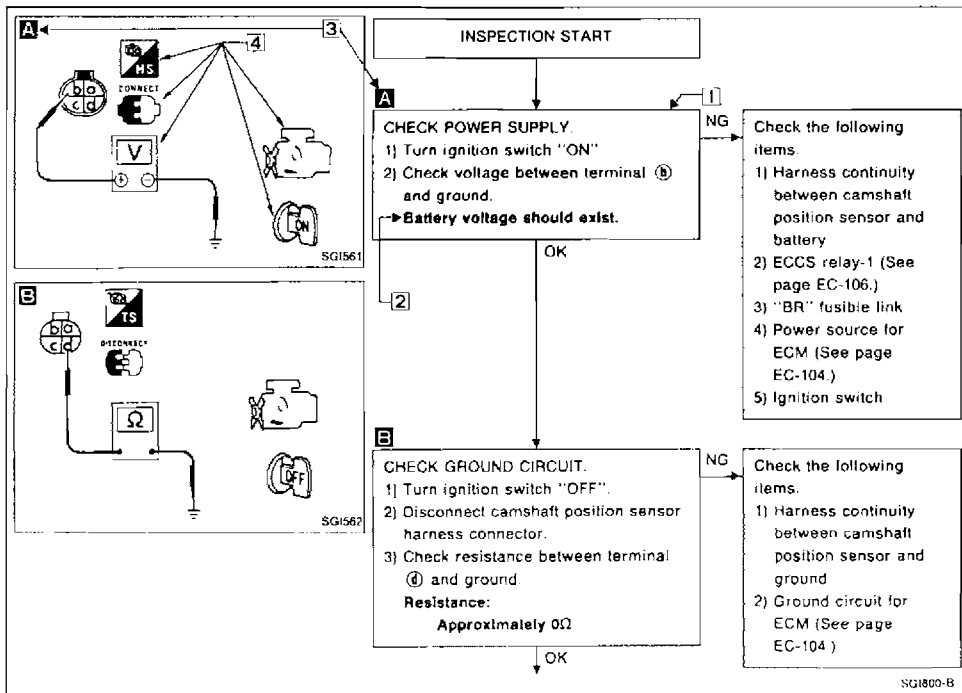 A
3
4
MS
CONNECT
b a
c d
V
+ −
ON
SGI561
B
TS
DISCONNECT
b a
c d
Ω
OFF
SGI562
INSPECTION START
A
1
CHECK POWER SUPPLY.
1) Turn ignition switch "ON"
2) Check voltage between terminal ⓑ
and ground.
Battery voltage should exist.
2
NG
OK
Check the following
items.
1) Harness continuity
between camshaft
position sensor and
battery
2) ECCS relay-1 (See
page EC-106.)
3) "BR" fusible link
4) Power source for
ECM (See page
EC-104.)
5) Ignition switch
B
CHECK GROUND CIRCUIT.
1) Turn ignition switch "OFF".
2) Disconnect camshaft position sensor
harness connector.
3) Check resistance between terminal
ⓓ and ground.
Resistance:
Approximately 0Ω
NG
OK
Check the following
items.
1) Harness continuity
between camshaft
position sensor and
ground
2) Ground circuit for
ECM (See page
EC-104.)
SGI800-B